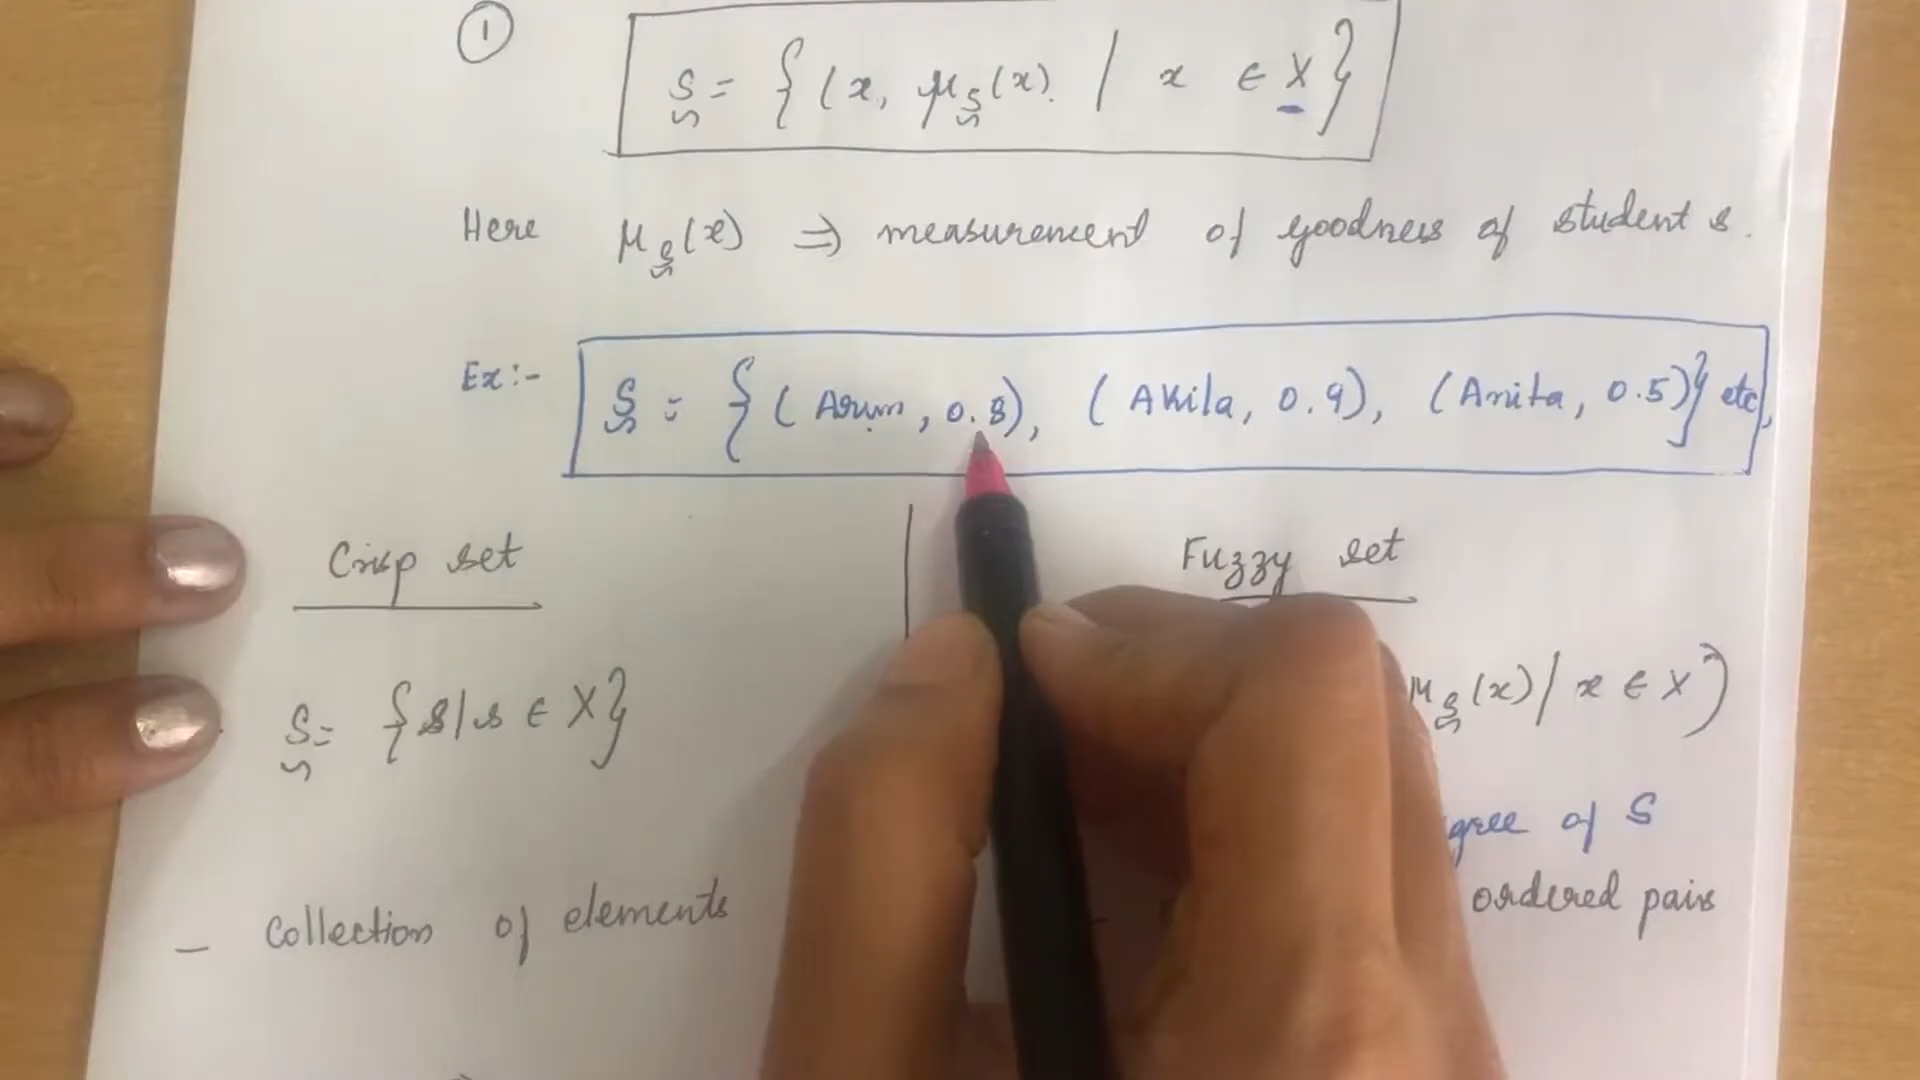 ①
S̰ = { (x, μS̰(x). / x ∈ X }
Here μS̰(x) ⇒ measurement of goodness of student s.
Ex:- S̰ = { (Arun, 0.8), (Akila, 0.9), (Anita, 0.5)} etc,
Crisp set
Fuzzy set
S̰ = {s/s ∈ X}
μS̰(x) / x ∈ X)
gree of S
- Collection of elements
ordered pairs